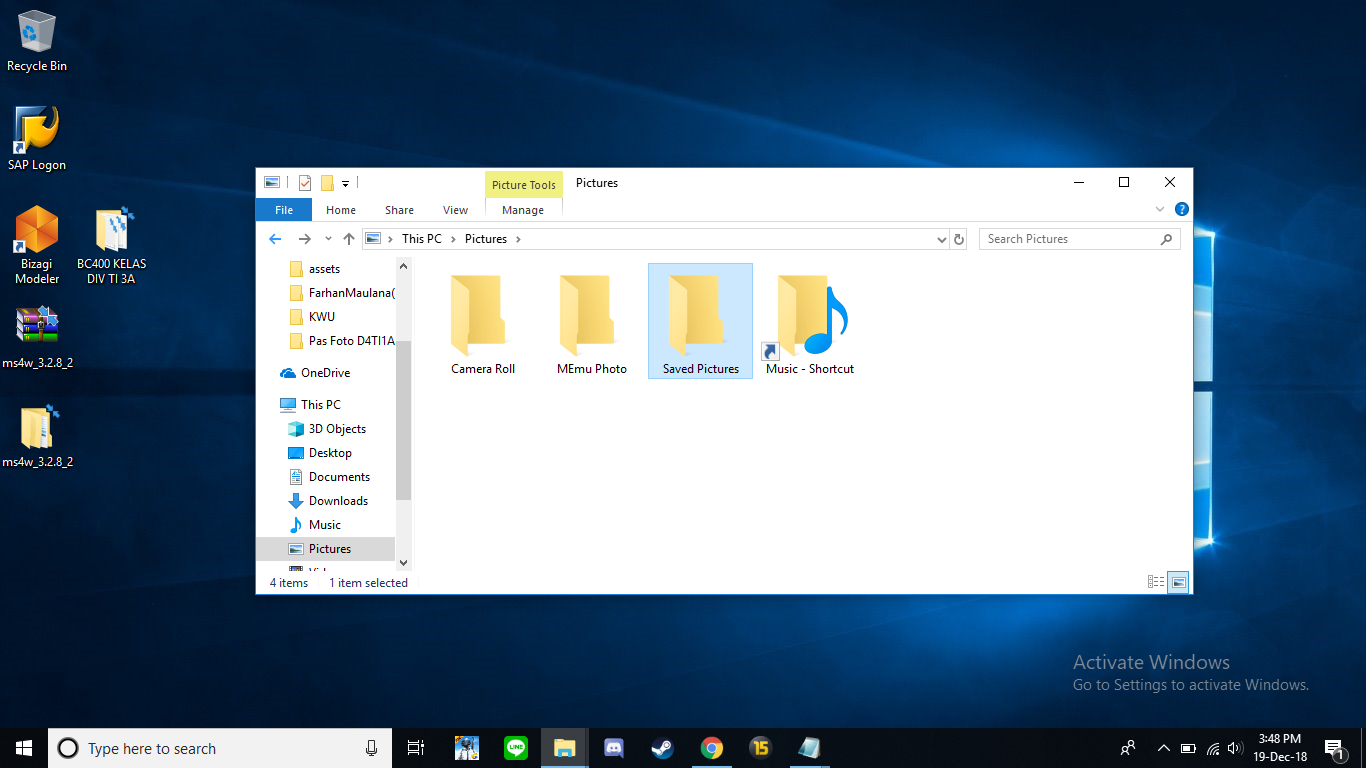 Recycle Bin
SAP Logon
Bizagi
Modeler
BC400 KELAS
DIV TI 3A
ms4w_3.2.8_2
ms4w_3.2.8_2
Picture Tools
Pictures
File
Home
Share
View
Manage
This PC
Pictures
Search Pictures
assets
FarhanMaulana(
KWU
Pas Foto D4TI1A
OneDrive
This PC
3D Objects
Desktop
Documents
Downloads
Music
Pictures
Camera Roll
MEmu Photo
Saved Pictures
Music - Shortcut
4 items
1 item selected
Activate Windows
Go to Settings to activate Windows.
Type here to search
15
3:48 PM
19-Dec-18
1